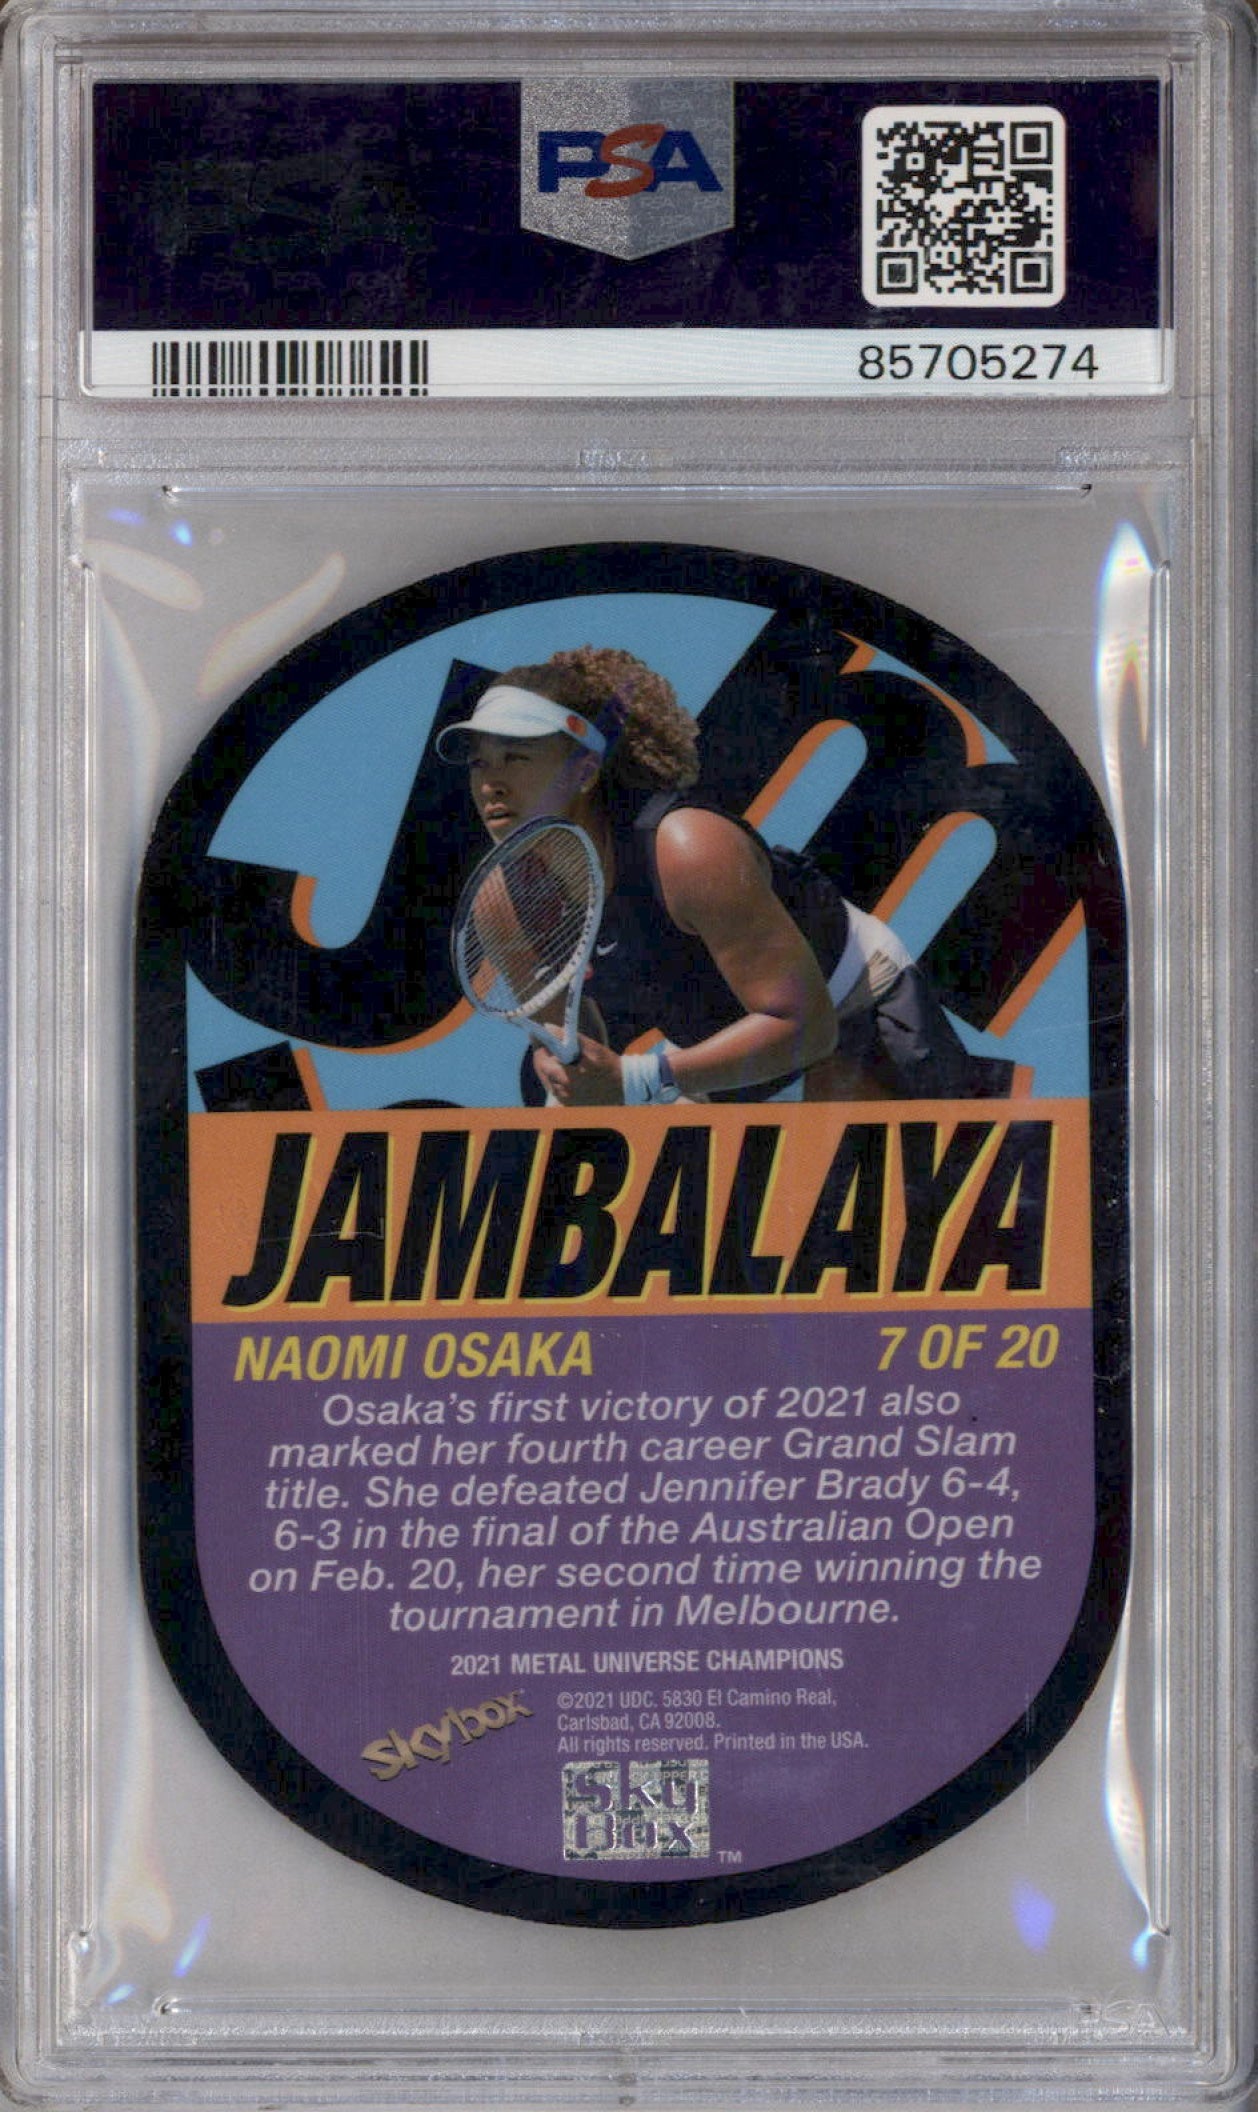 PSA
85705274
JAMBALAYA
NAOMI OSAKA 7 OF 20
Osaka's first victory of 2021 also
marked her fourth career Grand Slam
title. She defeated Jennifer Brady 6-4,
6-3 in the final of the Australian Open
on Feb. 20, her second time winning the
tournament in Melbourne.
2021 METAL UNIVERSE CHAMPIONS
skybox
©2021 UDC. 5830 El Camino Real,
Carlsbad, CA 92008.
All rights reserved. Printed in the USA.
Sky
Box TM
PSA